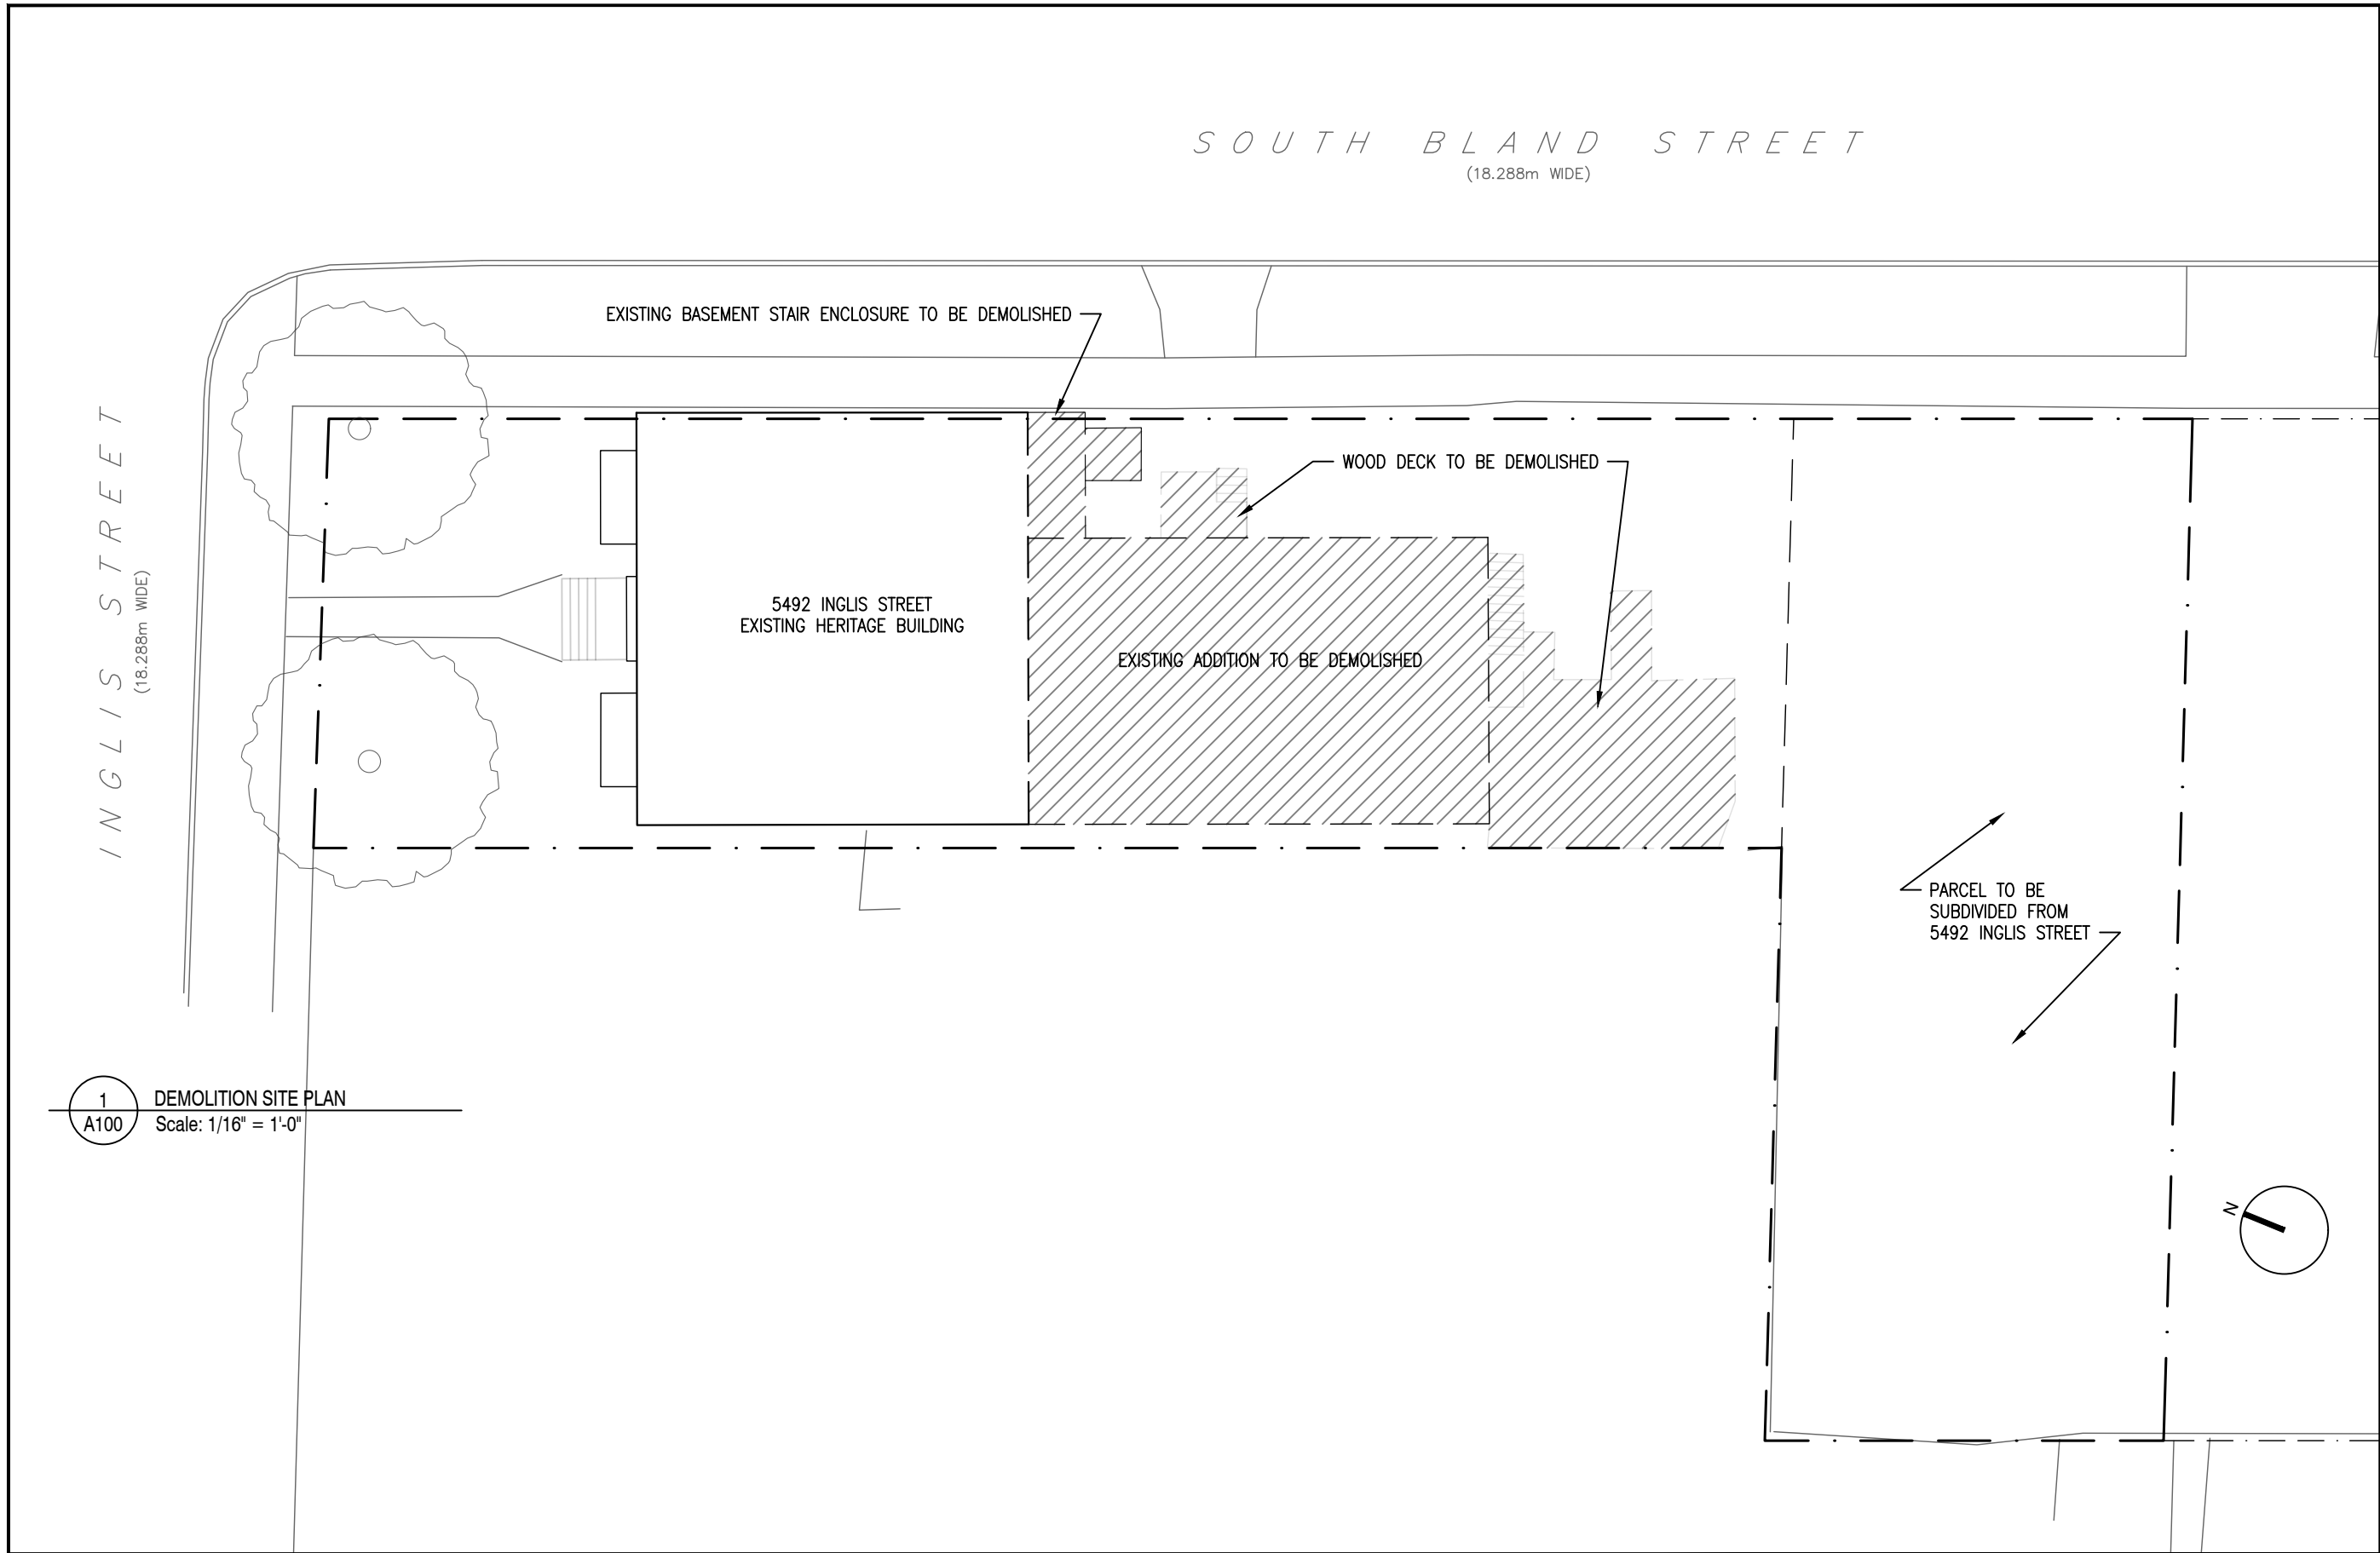 SOUTH BLAND STREET
(18.288m WIDE)
EXISTING BASEMENT STAIR ENCLOSURE TO BE DEMOLISHED
WOOD DECK TO BE DEMOLISHED
INGLIS STREET
(18.288m WIDE)
5492 INGLIS STREET
EXISTING HERITAGE BUILDING
EXISTING ADDITION TO BE DEMOLISHED
PARCEL TO BE
SUBDIVIDED FROM
5492 INGLIS STREET
1
A100
DEMOLITION SITE PLAN
Scale: 1/16" = 1'-0"
N